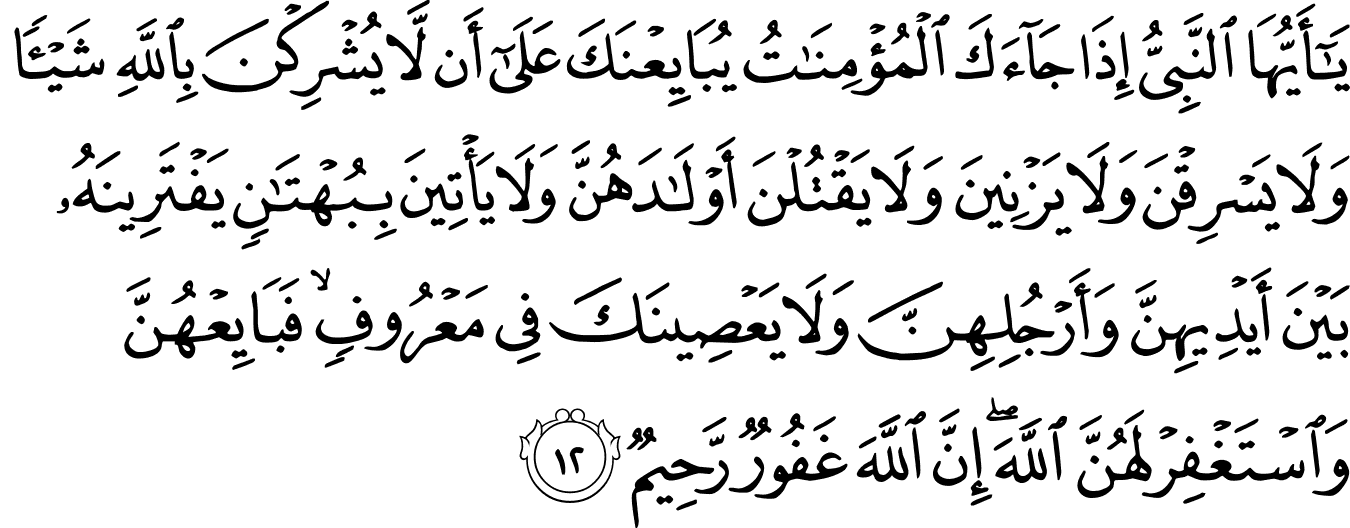 يَٰٓأَيُّهَا ٱلنَّبِىُّ إِذَا جَآءَكَ ٱلْمُؤْمِنَٰتُ يُبَايِعْنَكَ عَلَىٰٓ أَن لَّا يُشْرِكْنَ بِٱللَّهِ شَيْـًٔا
وَلَا يَسْرِقْنَ وَلَا يَزْنِينَ وَلَا يَقْتُلْنَ أَوْلَٰدَهُنَّ وَلَا يَأْتِينَ بِبُهْتَٰنٍ يَفْتَرِينَهُۥ
بَيْنَ أَيْدِيهِنَّ وَأَرْجُلِهِنَّ وَلَا يَعْصِينَكَ فِى مَعْرُوفٍ ۙ فَبَايِعْهُنَّ
وَٱسْتَغْفِرْ لَهُنَّ ٱللَّهَ ۖ إِنَّ ٱللَّهَ غَفُورٌ رَّحِيمٌ ١٢